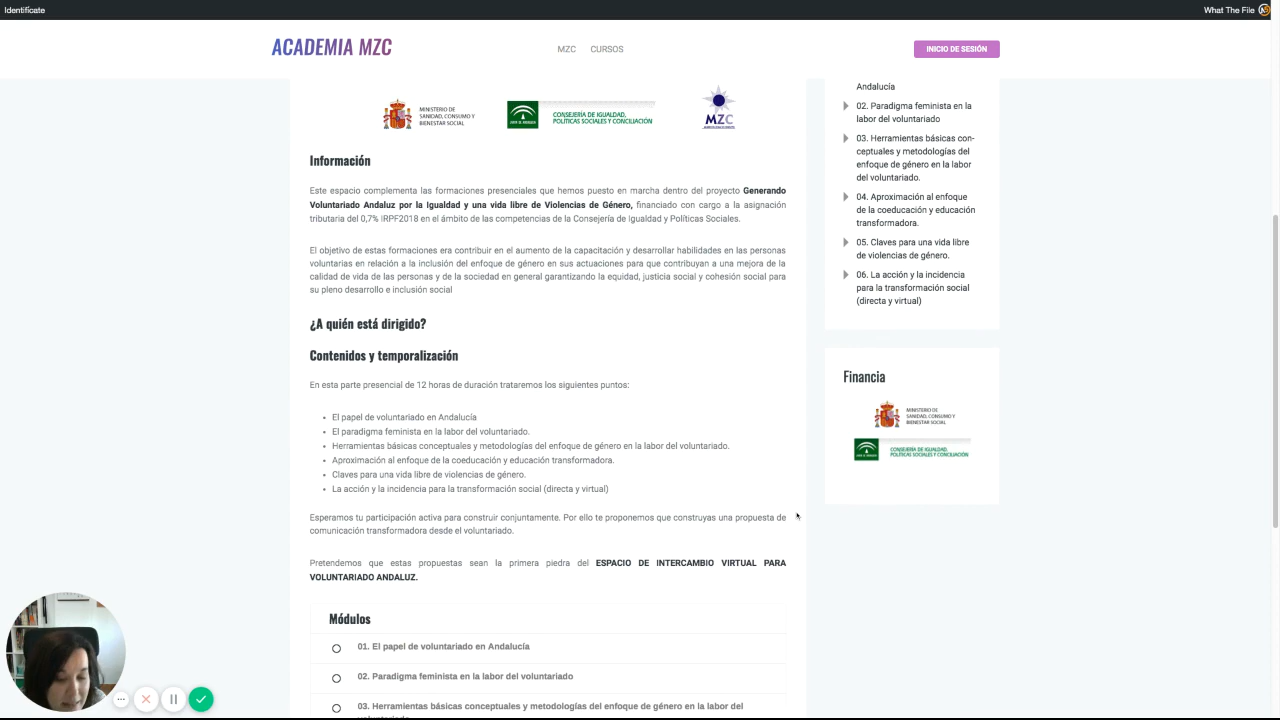 Identifícate
What The File
ACADEMIA MZC
MZC
CURSOS
INICIO DE SESIÓN
MINISTERIO DE
SANIDAD, CONSUMO Y
BIENESTAR SOCIAL
CONSEJERÍA DE IGUALDAD,
POLÍTICAS SOCIALES Y CONCILIACIÓN
MZC
Información
Este espacio complementa las formaciones presenciales que hemos puesto en marcha dentro del proyecto Generando
Voluntariado Andaluz por la Igualdad y una vida libre de Violencias de Género, financiado con cargo a la asignación
tributaria del 0,7% IRPF2018 en el ámbito de las competencias de la Consejería de Igualdad y Políticas Sociales.
El objetivo de estas formaciones era contribuir en el aumento de la capacitación y desarrollar habilidades en las personas
voluntarias en relación a la inclusión del enfoque de género en sus actuaciones para que contribuyan a una mejora de la
calidad de vida de las personas y de la sociedad en general garantizando la equidad, justicia social y cohesión social para
su pleno desarrollo e inclusión social
¿A quién está dirigido?
Contenidos y temporalización
En esta parte presencial de 12 horas de duración trataremos los siguientes puntos:
• El papel de voluntariado en Andalucía
• El paradigma feminista en la labor del voluntariado.
• Herramientas básicas conceptuales y metodologías del enfoque de género en la labor del voluntariado.
• Aproximación al enfoque de la coeducación y educación transformadora.
• Claves para una vida libre de violencias de género.
• La acción y la incidencia para la transformación social (directa y virtual)
Esperamos tu participación activa para construir conjuntamente. Por ello te proponemos que construyas una propuesta de
comunicación transformadora desde el voluntariado.
Pretendemos que estas propuestas sean la primera piedra del ESPACIO DE INTERCAMBIO VIRTUAL PARA
VOLUNTARIADO ANDALUZ.
Módulos
01. El papel de voluntariado en Andalucía
02. Paradigma feminista en la labor del voluntariado
03. Herramientas básicas conceptuales y metodologías del enfoque de género en la labor del
voluntariado
Andalucía
02. Paradigma feminista en la
labor del voluntariado
03. Herramientas básicas con-
ceptuales y metodologías del
enfoque de género en la labor
del voluntariado.
04. Aproximación al enfoque
de la coeducación y educación
transformadora.
05. Claves para una vida libre
de violencias de género.
06. La acción y la incidencia
para la transformación social
(directa y virtual)
Financia
MINISTERIO DE
SANIDAD, CONSUMO Y
BIENESTAR SOCIAL
CONSEJERÍA DE IGUALDAD,
POLÍTICAS SOCIALES Y CONCILIACIÓN